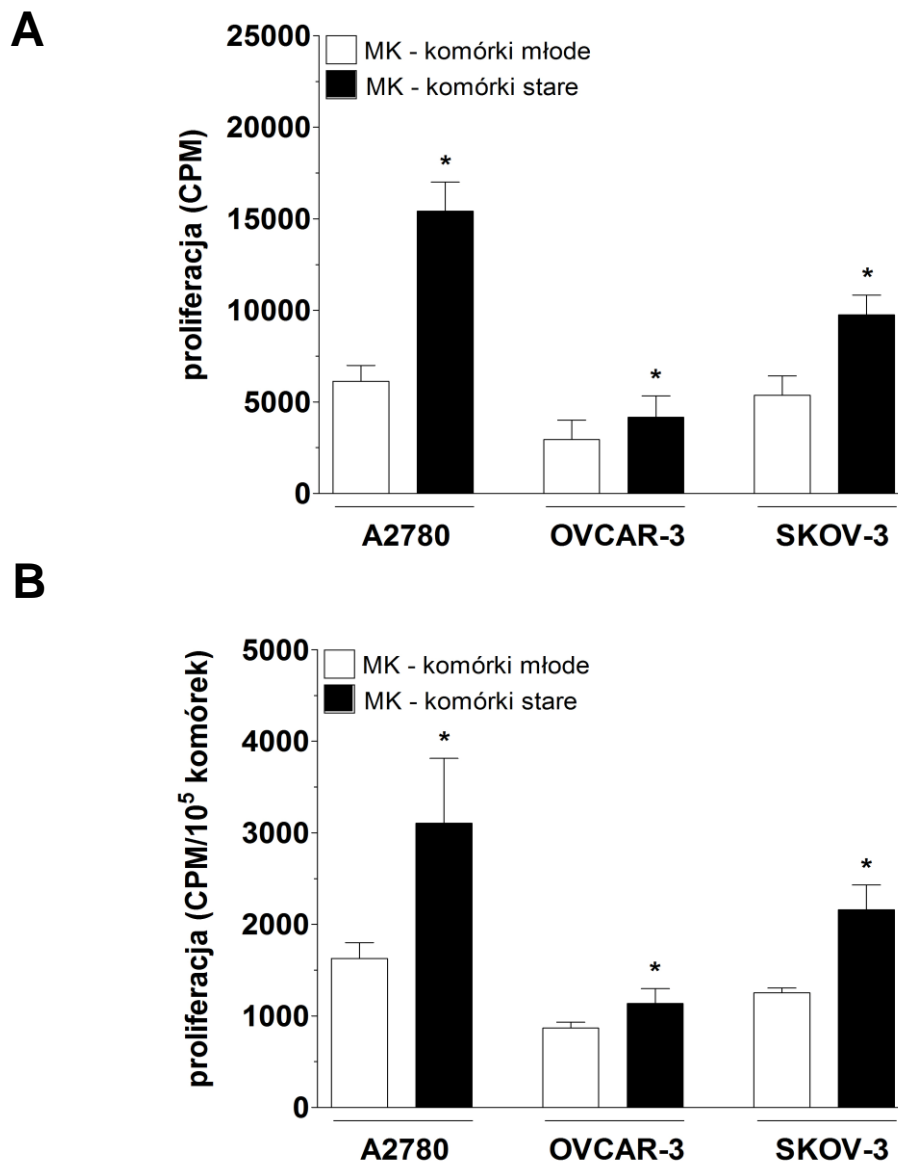 A
proliferacja (CPM)
25000
20000
15000
10000
5000
0
MK - komórki młode
MK - komórki stare
*
*
*
A2780
OVCAR-3
SKOV-3
B
proliferacja (CPM/10⁵ komórek)
5000
4000
3000
2000
1000
0
MK - komórki młode
MK - komórki stare
*
*
*
A2780
OVCAR-3
SKOV-3